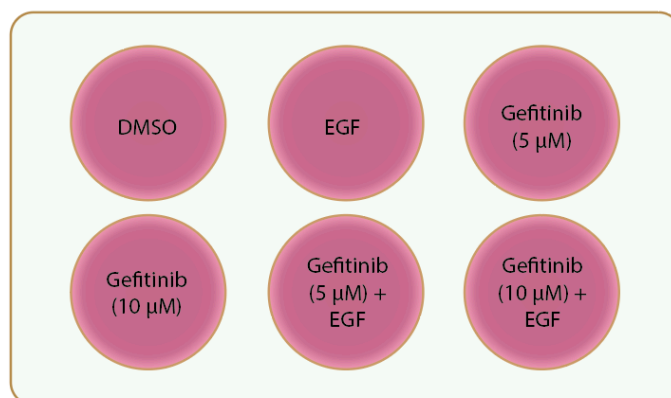 DMSO
EGF
Gefitinib
(5 µM)
Gefitinib
(10 µM)
Gefitinib
(5 µM) +
EGF
Gefitinib
(10 µM) +
EGF